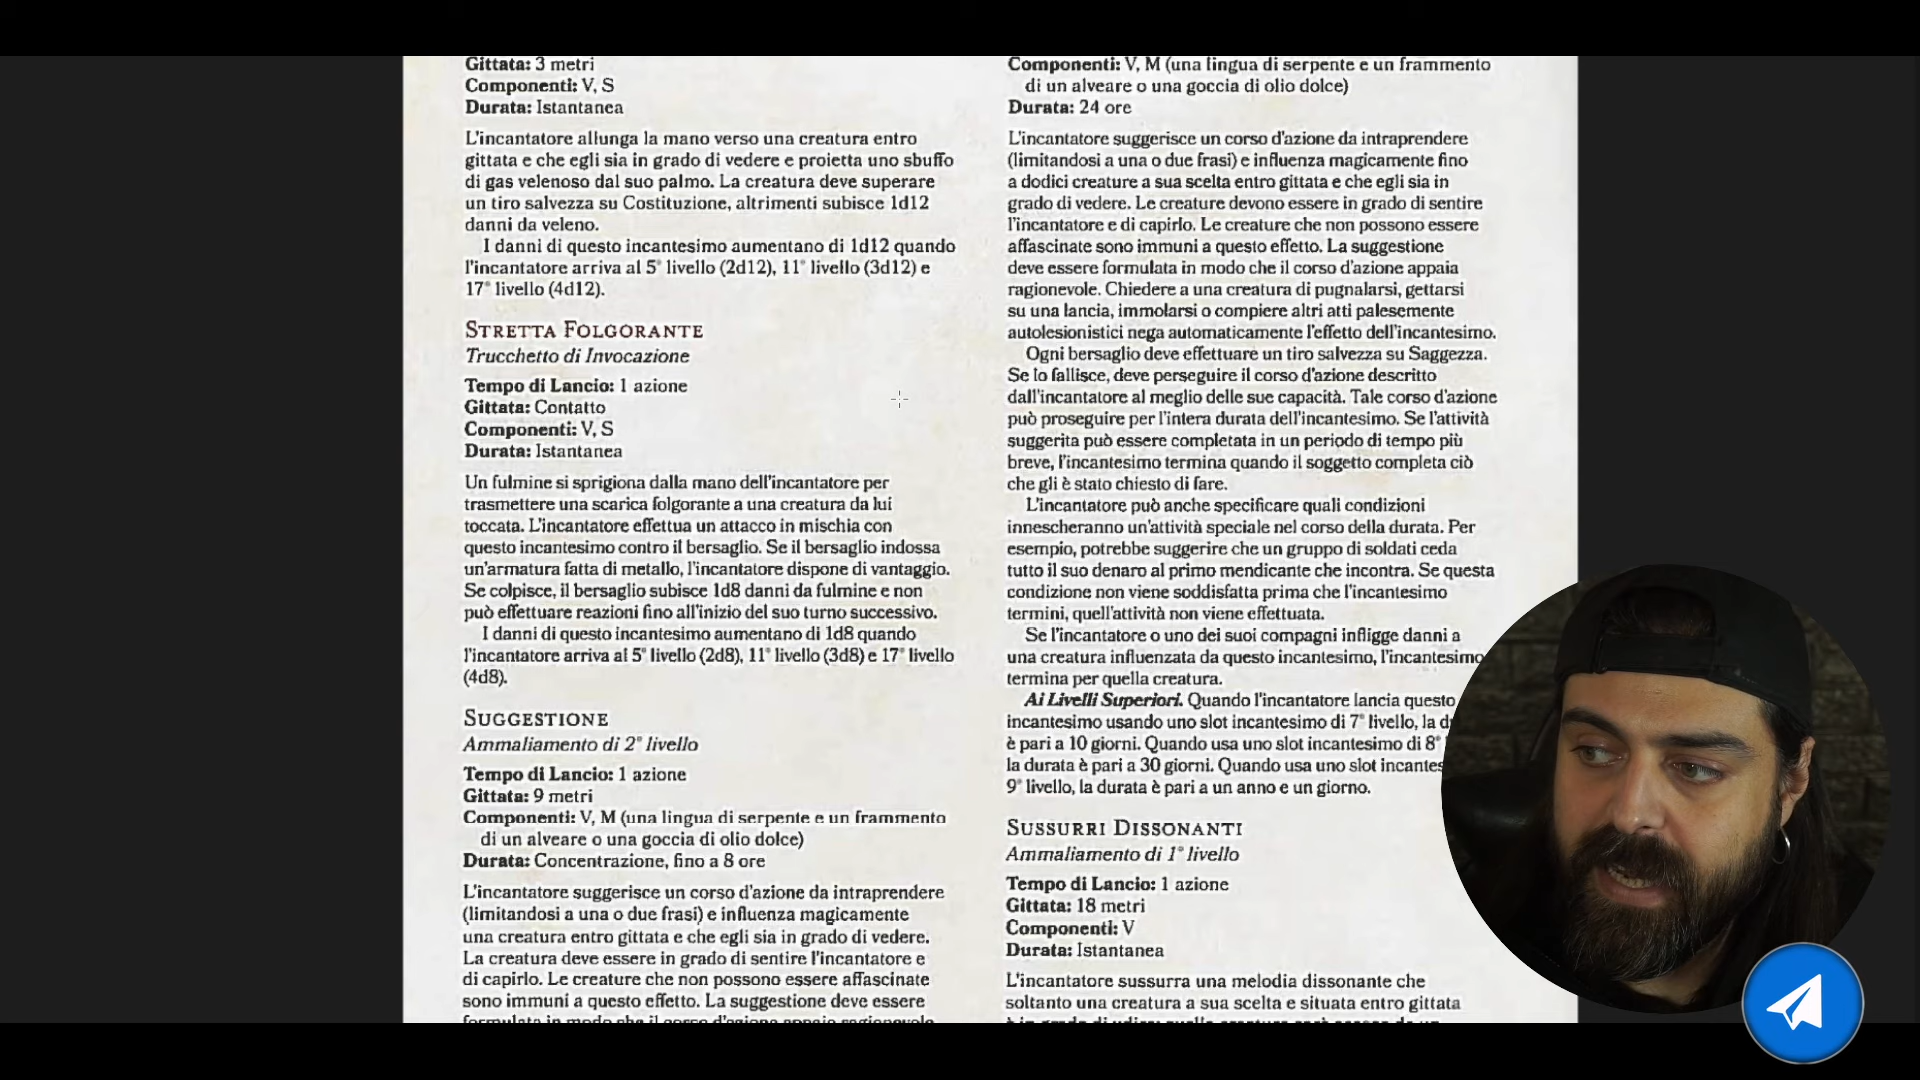 Gittata: 3 metri
Componenti: V, S
Durata: Istantanea
L'incantatore allunga la mano verso una creatura entro
gittata e che egli sia in grado di vedere e proietta uno sbuffo
di gas velenoso dal suo palmo. La creatura deve superare
un tiro salvezza su Costituzione, altrimenti subisce 1d12
danni da veleno.
I danni di questo incantesimo aumentano di 1d12 quando
l'incantatore arriva al 5° livello (2d12), 11° livello (3d12) e
17° livello (4d12).
STRETTA FOLGORANTE
Trucchetto di Invocazione
Tempo di Lancio: 1 azione
Gittata: Contatto
Componenti: V, S
Durata: Istantanea
Un fulmine si sprigiona dalla mano dell'incantatore per
trasmettere una scarica folgorante a una creatura da lui
toccata. L'incantatore effettua un attacco in mischia con
questo incantesimo contro il bersaglio. Se il bersaglio indossa
un'armatura fatta di metallo, l'incantatore dispone di vantaggio.
Se colpisce, il bersaglio subisce 1d8 danni da fulmine e non
può effettuare reazioni fino all'inizio del suo turno successivo.
I danni di questo incantesimo aumentano di 1d8 quando
l'incantatore arriva al 5° livello (2d8), 11° livello (3d8) e 17° livello
(4d8).
SUGGESTIONE
Ammaliamento di 2° livello
Tempo di Lancio: 1 azione
Gittata: 9 metri
Componenti: V, M (una lingua di serpente e un frammento
di un alveare o una goccia di olio dolce)
Durata: Concentrazione, fino a 8 ore
L'incantatore suggerisce un corso d'azione da intraprendere
(limitandosi a una o due frasi) e influenza magicamente
una creatura entro gittata e che egli sia in grado di vedere.
La creatura deve essere in grado di sentire l'incantatore e
di capirlo. Le creature che non possono essere affascinate
sono immuni a questo effetto. La suggestione deve essere
formulata in modo che il corso d'azione appaia ragionevole.
Componenti: V, M (una lingua di serpente e un frammento
di un alveare o una goccia di olio dolce)
Durata: 24 ore
L'incantatore suggerisce un corso d'azione da intraprendere
(limitandosi a una o due frasi) e influenza magicamente fino
a dodici creature a sua scelta entro gittata e che egli sia in
grado di vedere. Le creature devono essere in grado di sentire
l'incantatore e di capirlo. Le creature che non possono essere
affascinate sono immuni a questo effetto. La suggestione
deve essere formulata in modo che il corso d'azione appaia
ragionevole. Chiedere a una creatura di pugnalarsi, gettarsi
su una lancia, immolarsi o compiere altri atti palesemente
autolesionistici nega automaticamente l'effetto dell'incantesimo.
Ogni bersaglio deve effettuare un tiro salvezza su Saggezza.
Se lo fallisce, deve perseguire il corso d'azione descritto
dall'incantatore al meglio delle sue capacità. Tale corso d'azione
può proseguire per l'intera durata dell'incantesimo. Se l'attività
suggerita può essere completata in un periodo di tempo più
breve, l'incantesimo termina quando il soggetto completa ciò
che gli è stato chiesto di fare.
L'incantatore può anche specificare quali condizioni
innescheranno un'attività speciale nel corso della durata. Per
esempio, potrebbe suggerire che un gruppo di soldati ceda
tutto il suo denaro al primo mendicante che incontra. Se questa
condizione non viene soddisfatta prima che l'incantesimo
termini, quell'attività non viene effettuata.
Se l'incantatore o uno dei suoi compagni infligge danni a
una creatura influenzata da questo incantesimo, l'incantesimo
termina per quella creatura.
Ai Livelli Superiori. Quando l'incantatore lancia questo
incantesimo usando uno slot incantesimo di 7° livello, la
è pari a 10 giorni. Quando usa uno slot incantesimo di 8°
la durata è pari a 30 giorni. Quando usa uno slot
9° livello, la durata è pari a un anno e un giorno.
SUSSURRI DISSONANTI
Ammaliamento di 1° livello
Tempo di Lancio: 1 azione
Gittata: 18 metri
Componenti: V
Durata: Istantanea
L'incantatore sussurra una melodia dissonante che
soltanto una creatura a sua scelta e situata entro gittata